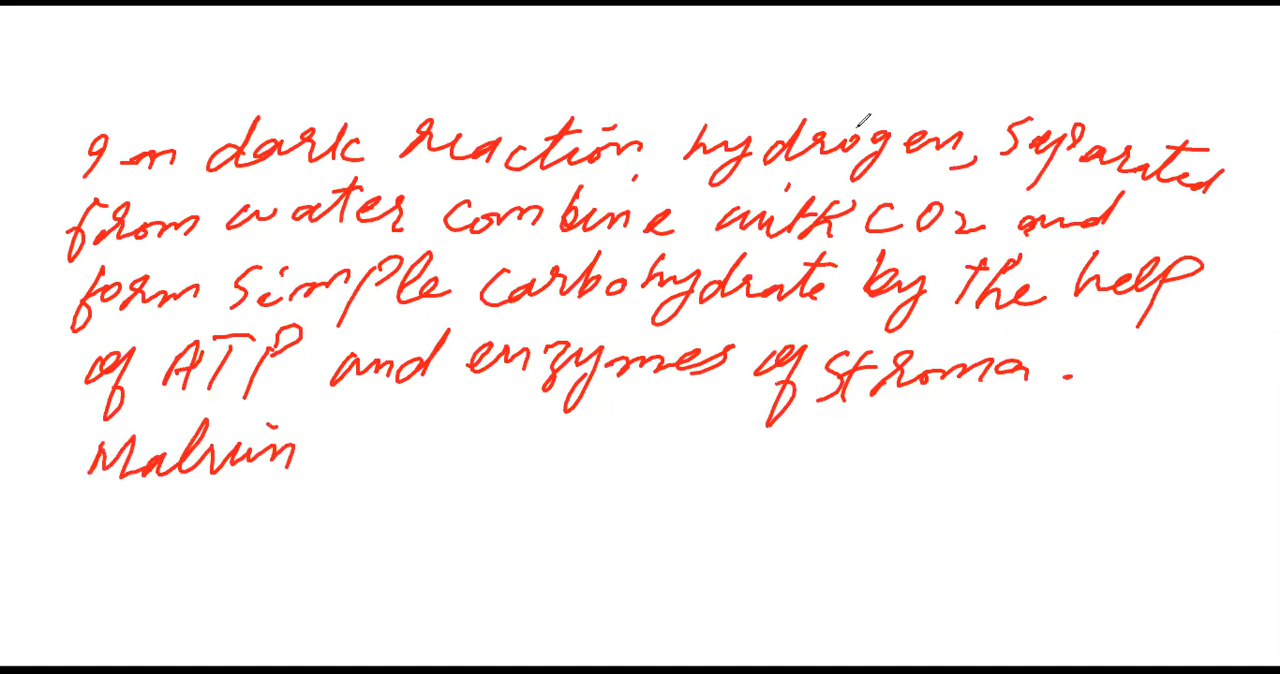 In dark reaction hydrogen, separated
from water combine with CO2 and
form simple carbohydrate by the help
of ATP and enzymes of stroma.